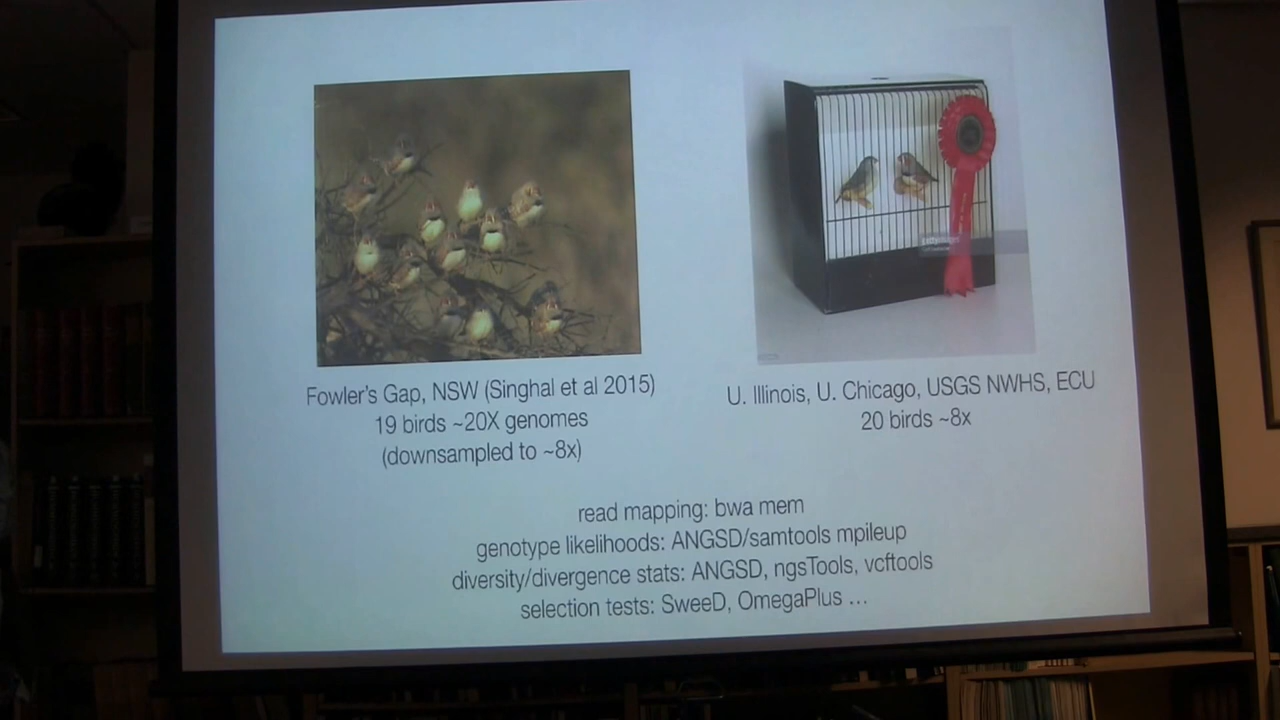 Fowler's Gap, NSW (Singhal et al 2015)
19 birds ~20X genomes
(downsampled to ~8x)
U. Illinois, U. Chicago, USGS NWHS, ECU
20 birds ~8x
read mapping: bwa mem
genotype likelihoods: ANGSD/samtools mpileup
diversity/divergence stats: ANGSD, ngsTools, vcftools
selection tests: SweeD, OmegaPlus ...